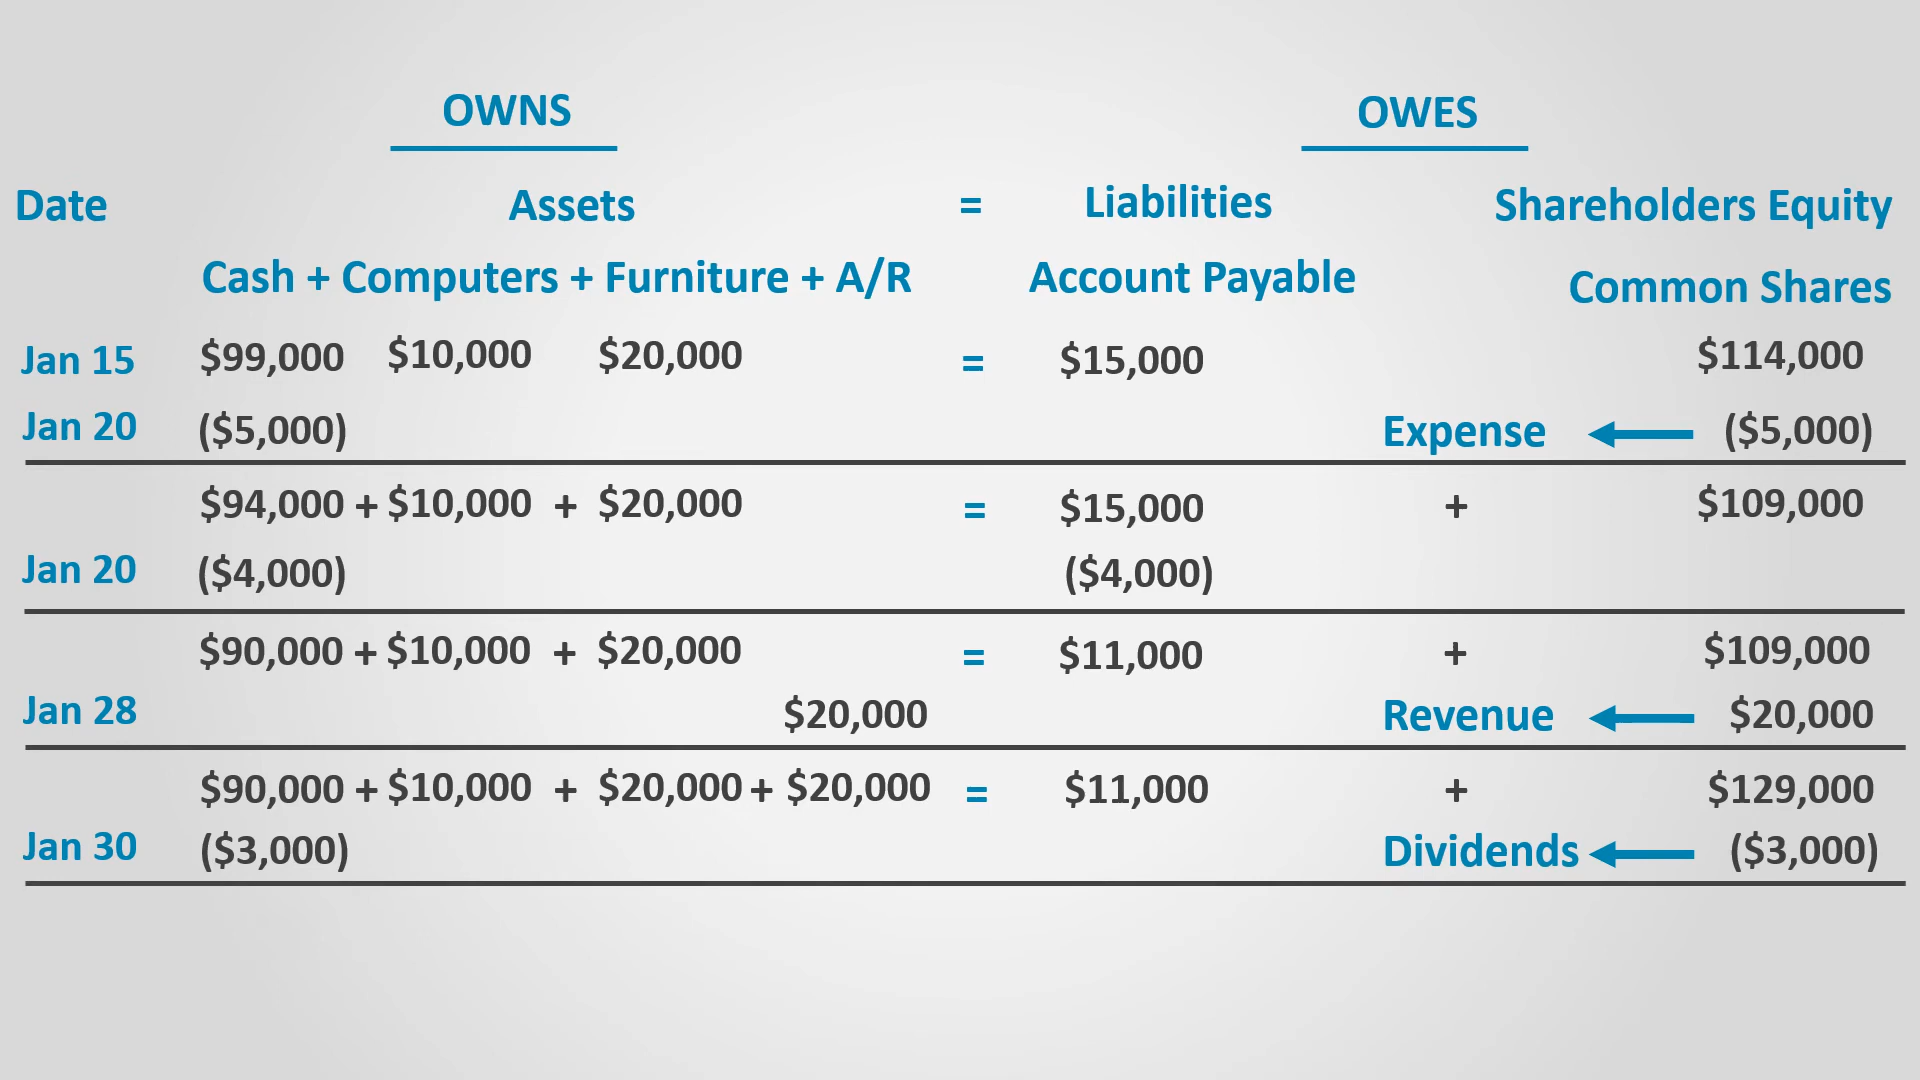 OWNS OWES
Date Assets = Liabilities Shareholders Equity
Cash + Computers + Furniture + A/R Account Payable Common Shares
Jan 15 $99,000 $10,000 $20,000 = $15,000 $114,000
Jan 20 ($5,000) Expense ($5,000)
$94,000 + $10,000 + $20,000 = $15,000 + $109,000
Jan 20 ($4,000) ($4,000)
$90,000 + $10,000 + $20,000 = $11,000 + $109,000
Jan 28 $20,000 Revenue $20,000
$90,000 + $10,000 + $20,000 + $20,000 = $11,000 + $129,000
Jan 30 ($3,000) Dividends ($3,000)